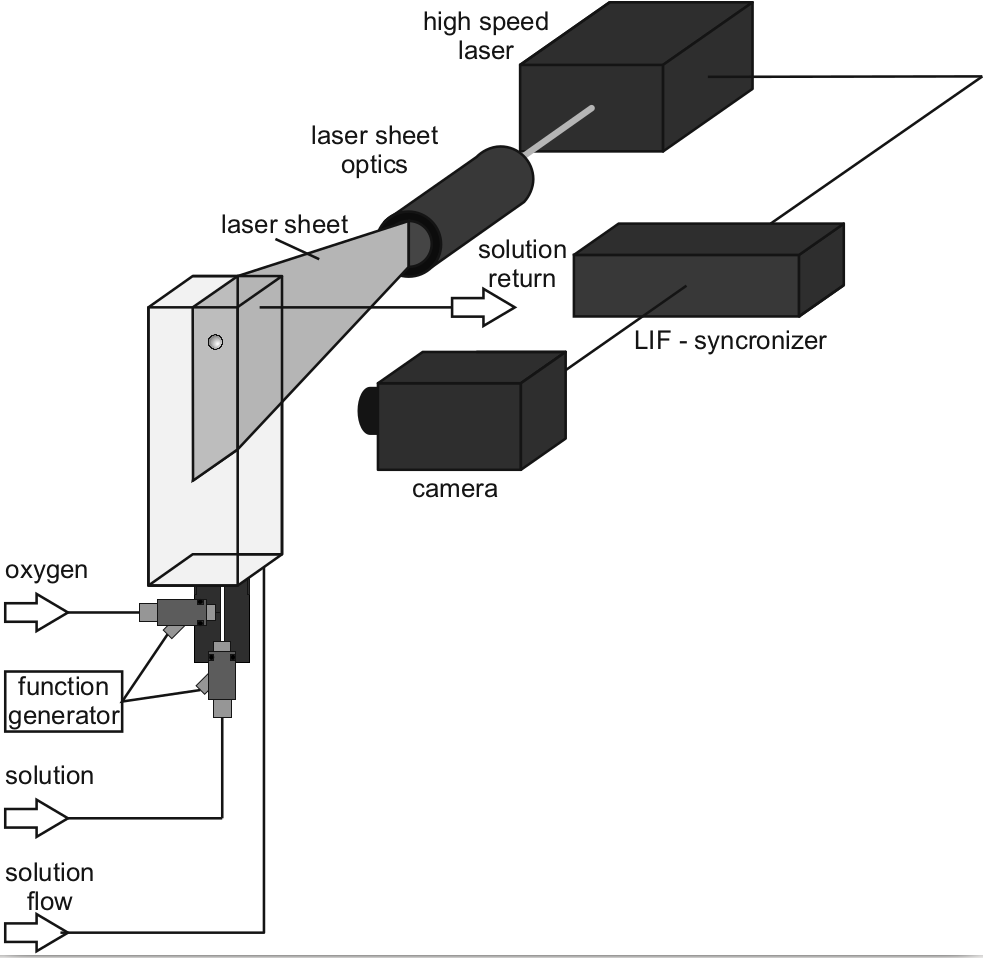 high speed
laser
laser sheet
optics
laser sheet
solution
return
LIF - syncronizer
camera
oxygen
function
generator
solution
solution
flow